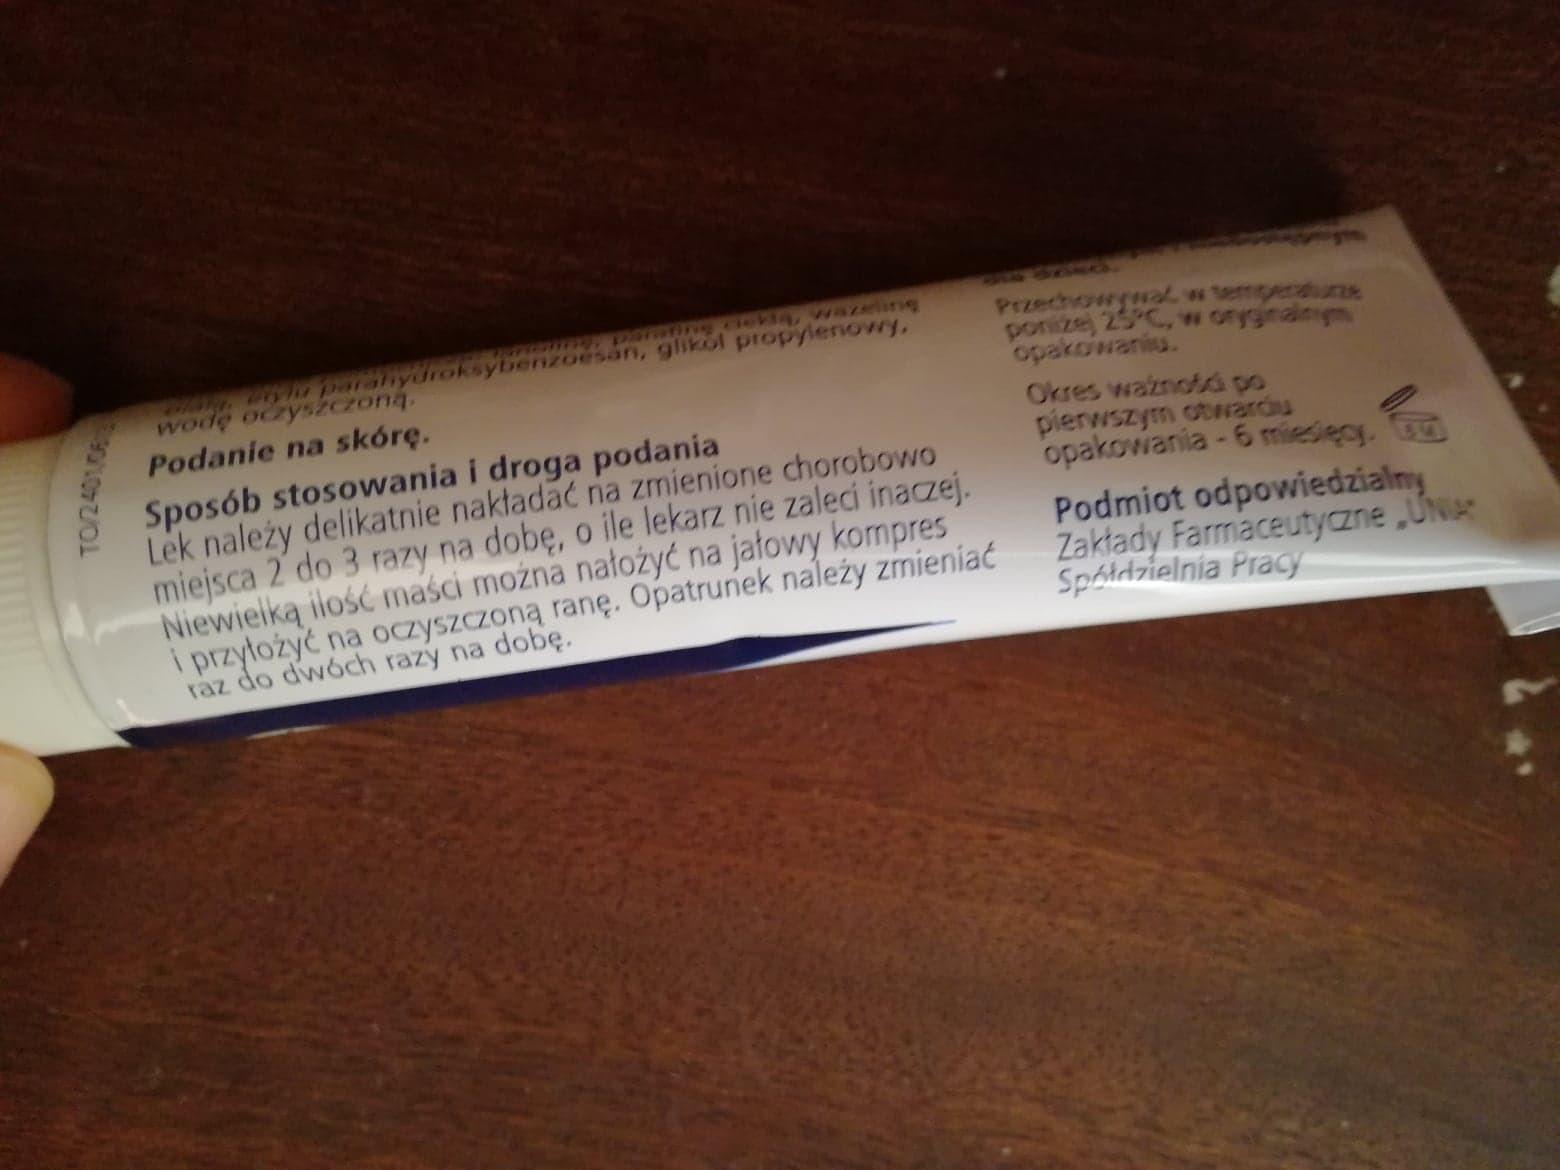 parafinę ciekłą, wazelinę
etylu parahydroksybenzoesan, glikol propylenowy,
wodę oczyszczoną.
Podanie na skórę.
Sposób stosowania i droga podania
Lek należy delikatnie nakładać na zmienione chorobowo
miejsca 2 do 3 razy na dobę, o ile lekarz nie zaleci inaczej.
Niewielką ilość maści można nałożyć na jałowy kompres
i przyłożyć na oczyszczoną ranę. Opatrunek należy zmieniać
raz do dwóch razy na dobę.
dla dzieci.
Przechowywać w temperaturze
poniżej 25°C, w oryginalnym
opakowaniu.
Okres ważności po
pierwszym otwarciu
opakowania - 6 miesięcy.
6 M
Podmiot odpowiedzialny
Zakłady Farmaceutyczne „UNIA"
Spółdzielnia Pracy